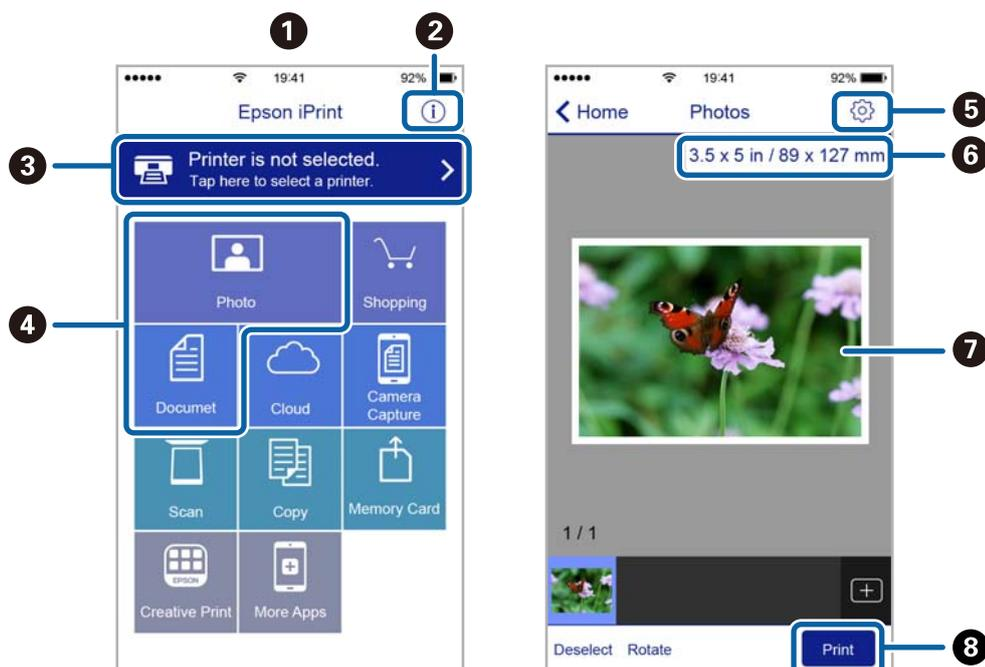 1
2
19:41
92%
Epson iPrint
i
3
Printer is not selected.
Tap here to select a printer.
4
Photo
Shopping
Documet
Cloud
Camera
Capture
Scan
Copy
Memory Card
EPSON
Creative Print
More Apps
19:41
92%
Home
Photos
5
3.5 x 5 in / 89 x 127 mm
6
7
1 / 1
Deselect
Rotate
Print
8